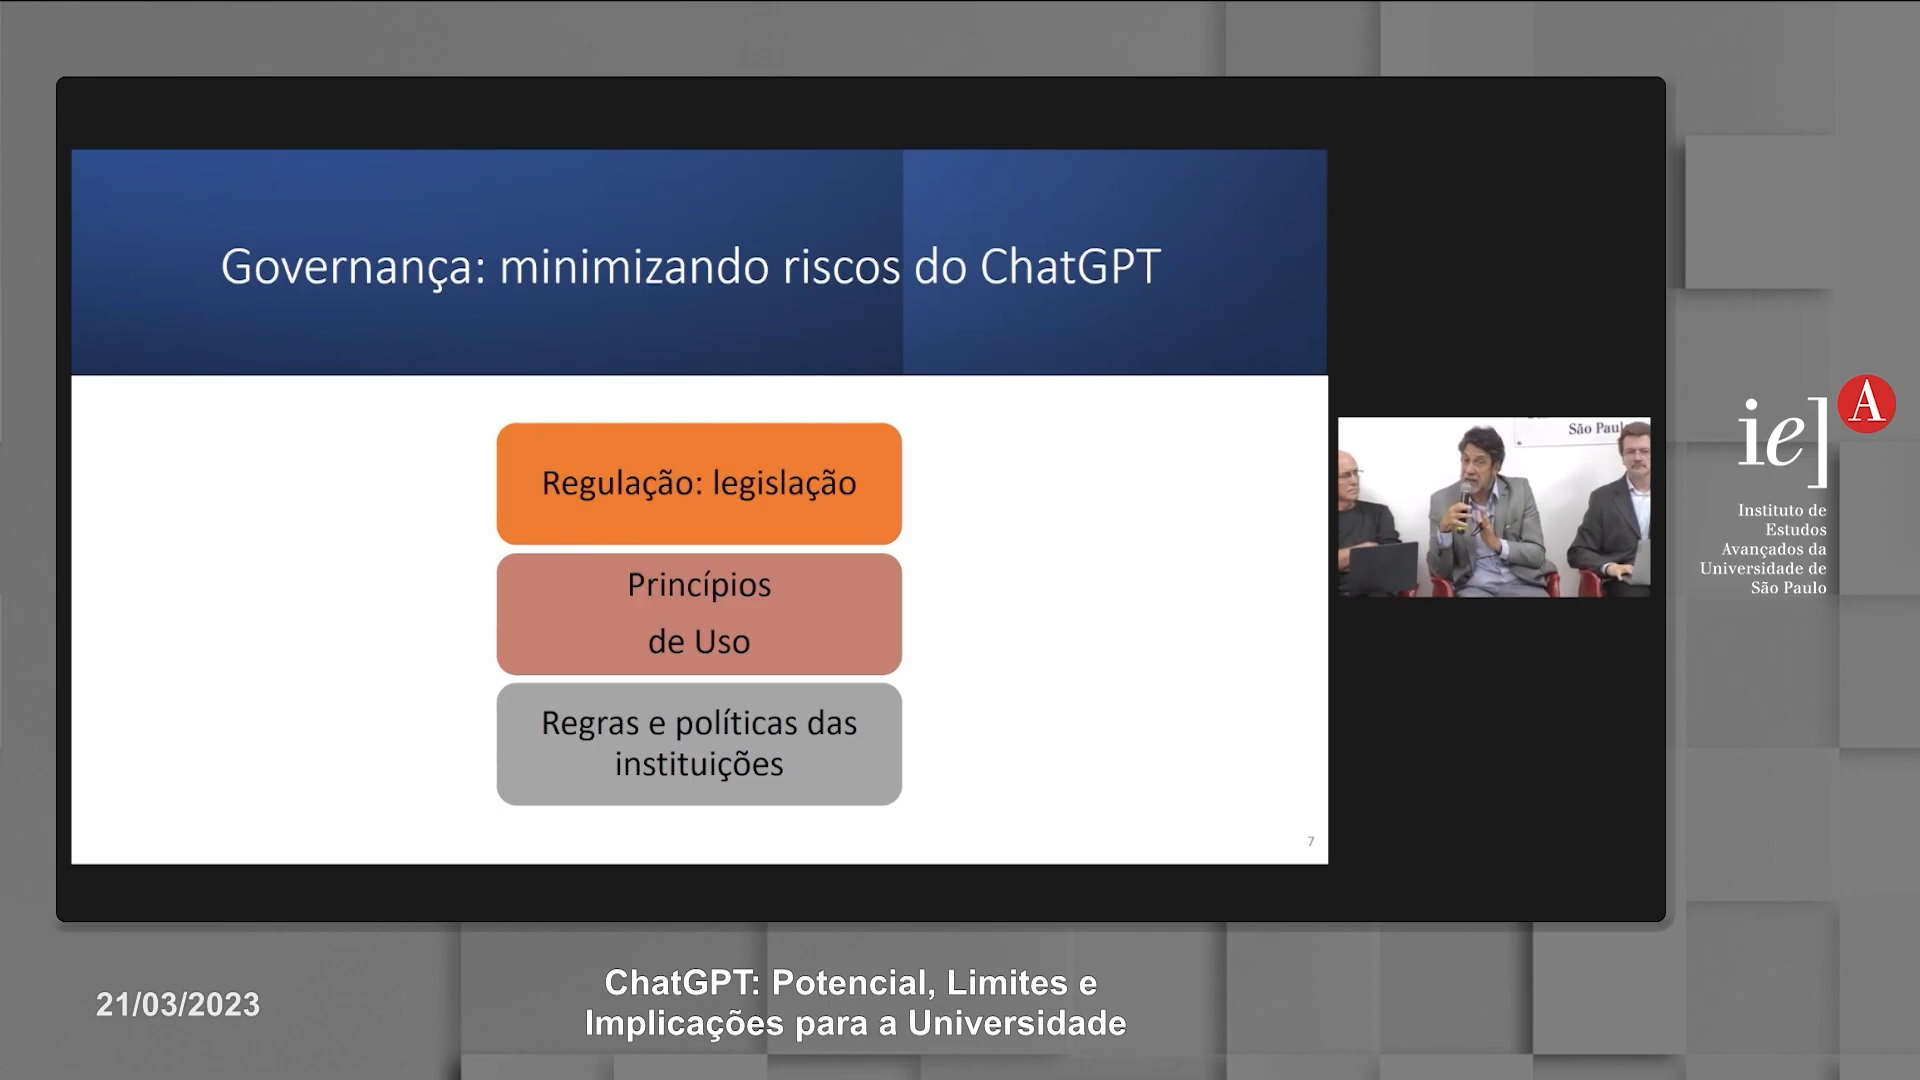 Governança: minimizando riscos do ChatGPT
Regulação: legislação
Princípios
de Uso
Regras e políticas das
instituições
7
São Paul
ie] A
Instituto de
Estudos
Avançados da
Universidade de
São Paulo
21/03/2023
ChatGPT: Potencial, Limites e
Implicações para a Universidade